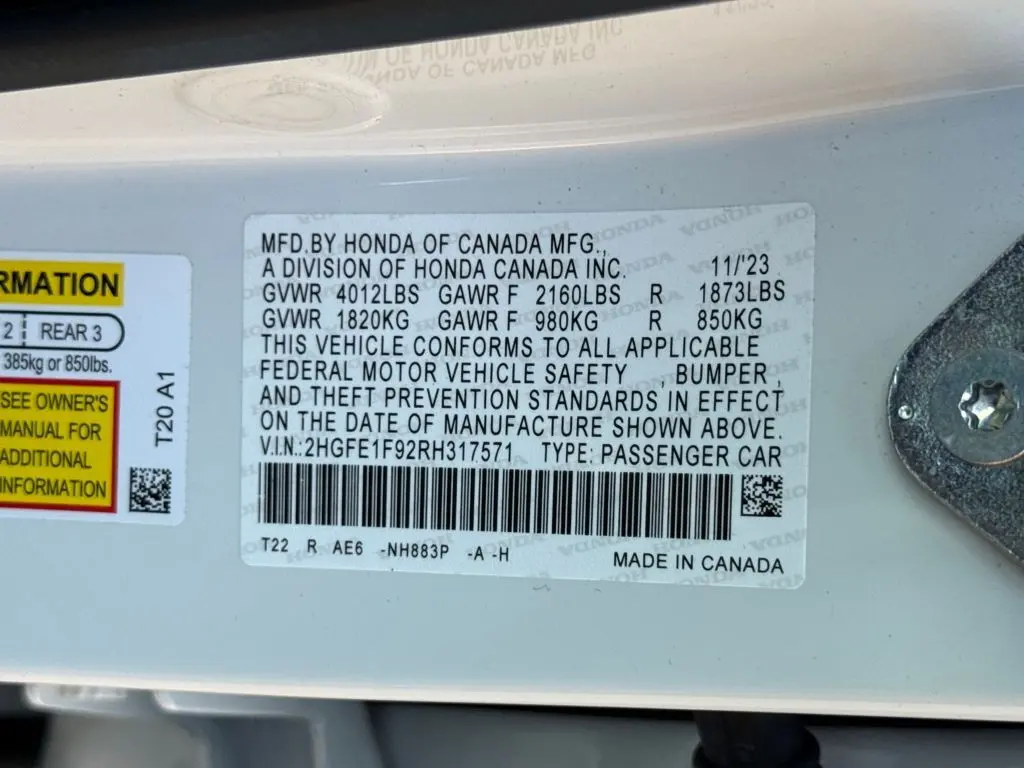 RMATION
2 REAR 3
385kg or 850lbs.
SEE OWNER'S
MANUAL FOR
ADDITIONAL
INFORMATION
T20 A1
MFD.BY HONDA OF CANADA MFG.,
A DIVISION OF HONDA CANADA INC. 11/'23
GVWR 4012LBS GAWR F 2160LBS R 1873LBS
GVWR 1820KG GAWR F 980KG R 850KG
THIS VEHICLE CONFORMS TO ALL APPLICABLE
FEDERAL MOTOR VEHICLE SAFETY , BUMPER ,
AND THEFT PREVENTION STANDARDS IN EFFECT
ON THE DATE OF MANUFACTURE SHOWN ABOVE.
V.I.N.:2HGFE1F92RH317571 TYPE: PASSENGER CAR
T22 R AE6 -NH883P -A -H
MADE IN CANADA